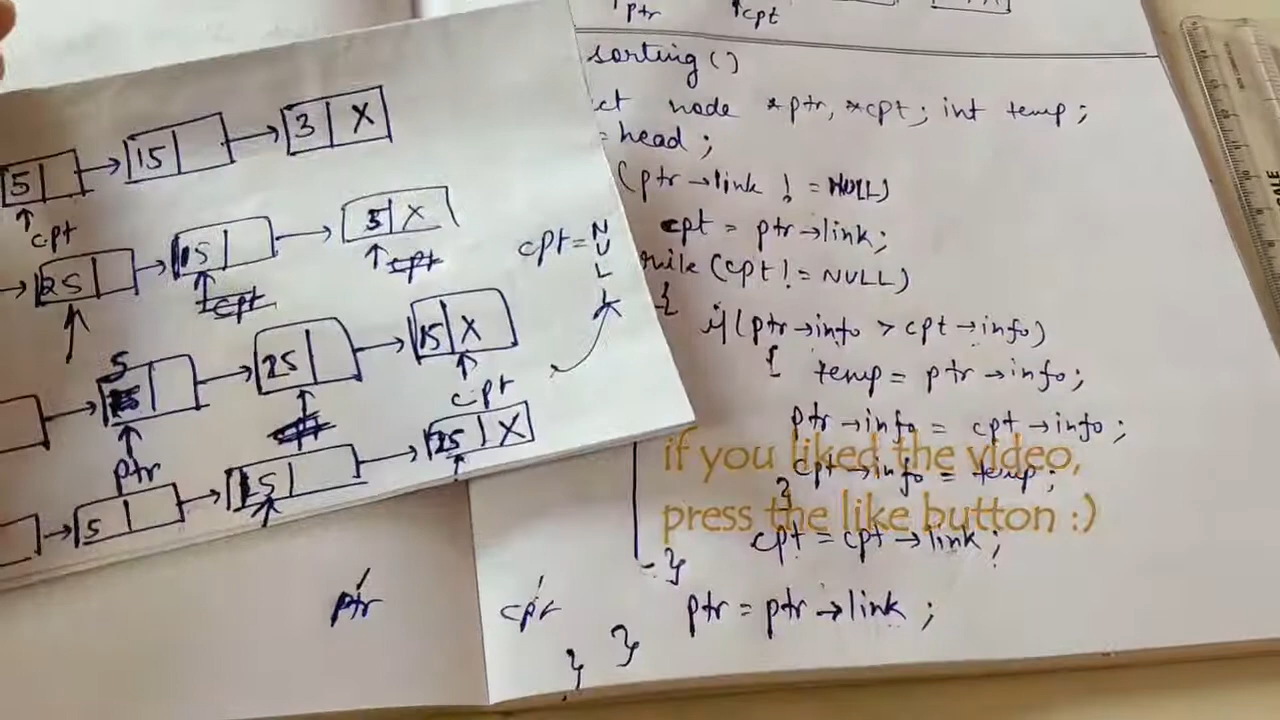 ptr cpt
5 15 3 X
cpt
25 15 3 X
cpt cpt
cpt = NULL
5 25 15 X
ptr cpt
5 15 25 X
ptr cpt
sorting()
ct node *ptr, *cpt; int temp;
= head;
(ptr→link != NULL)
cpt = ptr→link;
while (cpt != NULL)
{
if(ptr→info > cpt→info)
{ temp = ptr→info;
ptr→info = cpt→info;
cpt→info = temp;
}
cpt = cpt→link;
}
ptr = ptr→link;
}
}
if you liked the video,
press the like button :)